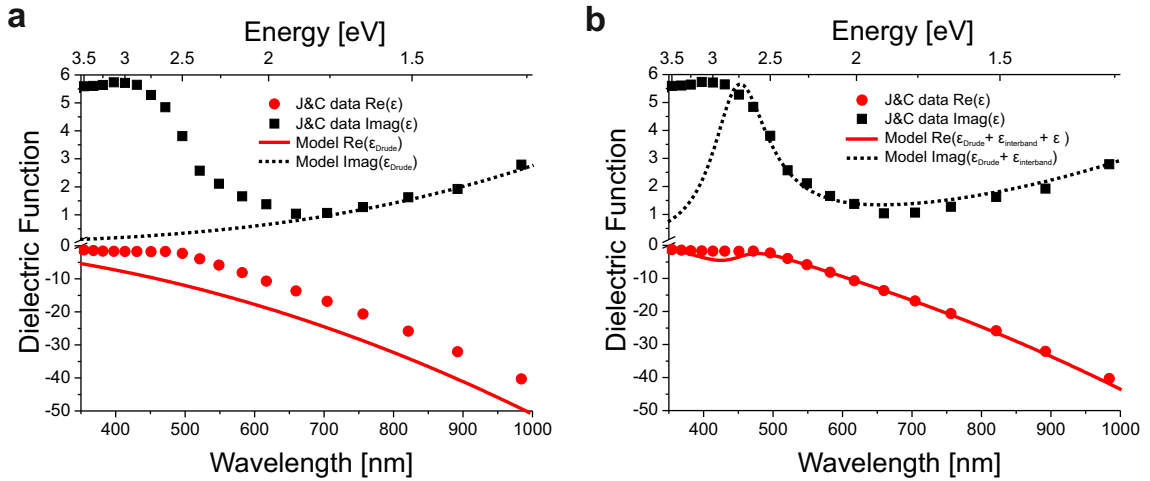 a
Energy [eV]
3.5 3 2.5 2 1.5
6
5
4
3
2
1
0
-10
-20
-30
-40
-50
Dielectric Function
J&C data Re(ε)
J&C data Imag(ε)
Model Re(εDrude)
Model Imag(εDrude)
400 500 600 700 800 900 1000
Wavelength [nm]
b
Energy [eV]
3.5 3 2.5 2 1.5
6
5
4
3
2
1
0
-10
-20
-30
-40
-50
Dielectric Function
J&C data Re(ε)
J&C data Imag(ε)
Model Re(εDrude+ εinterband + ε )
Model Imag(εDrude+ εinterband)
400 500 600 700 800 900 1000
Wavelength [nm]